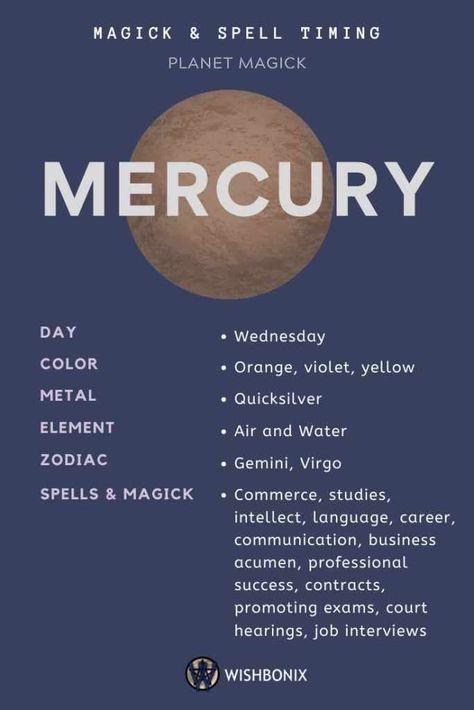 MAGICK & SPELL TIMING
PLANET MAGICK
MERCURY
DAY
• Wednesday
COLOR
• Orange, violet, yellow
METAL
• Quicksilver
ELEMENT
• Air and Water
ZODIAC
• Gemini, Virgo
SPELLS & MAGICK
• Commerce, studies,
intellect, language, career,
communication, business
acumen, professional
success, contracts,
promoting exams, court
hearings, job interviews
WISHBONIX